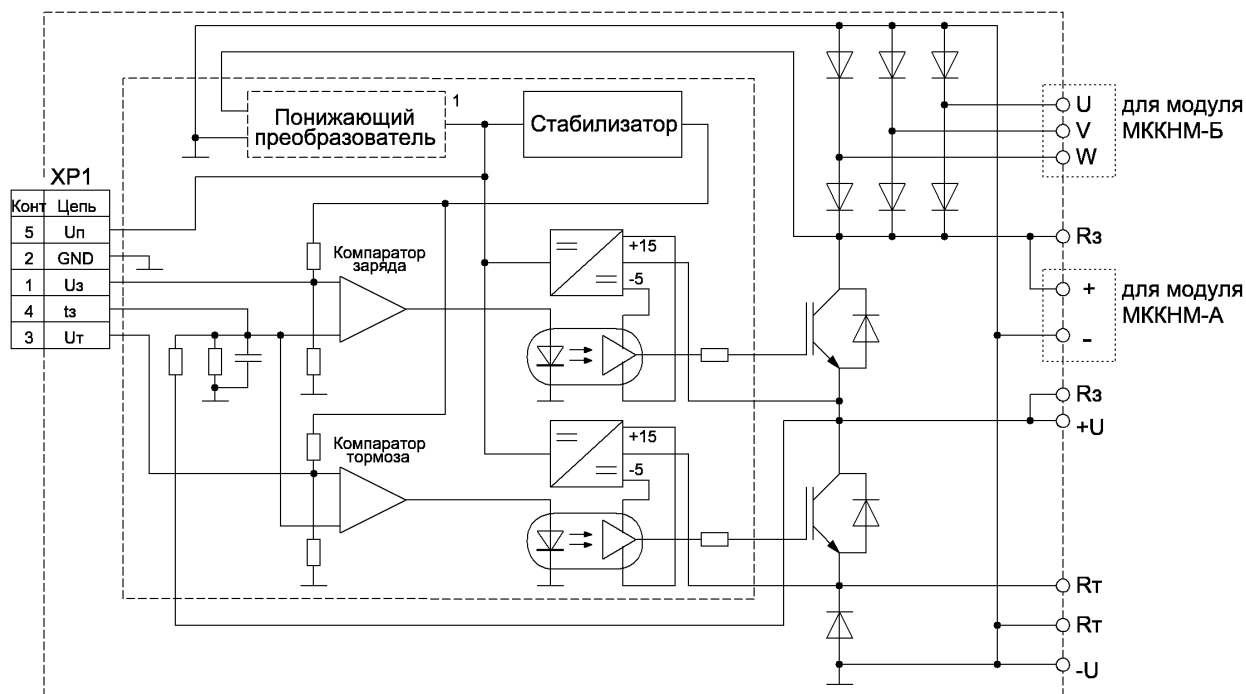 1
Понижающий
преобразователь
Стабилизатор
U
V
W
для модуля
МККНМ-Б
XP1
Конт Цепь
5 Uп
2 GND
1 Uз
4 tз
3 Uт
Компаратор
заряда
+15
-5
Rз
+
-
для модуля
МККНМ-А
Rз
+U
Компаратор
тормоза
+15
-5
Rт
Rт
-U